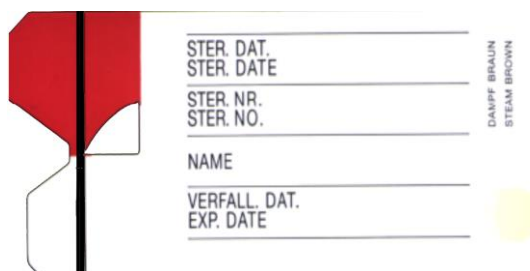 STER. DAT.
STER. DATE
STER. NR.
STER. NO.
NAME
VERFALL. DAT.
EXP. DATE
DAMPF BRAUN
STEAM BROWN